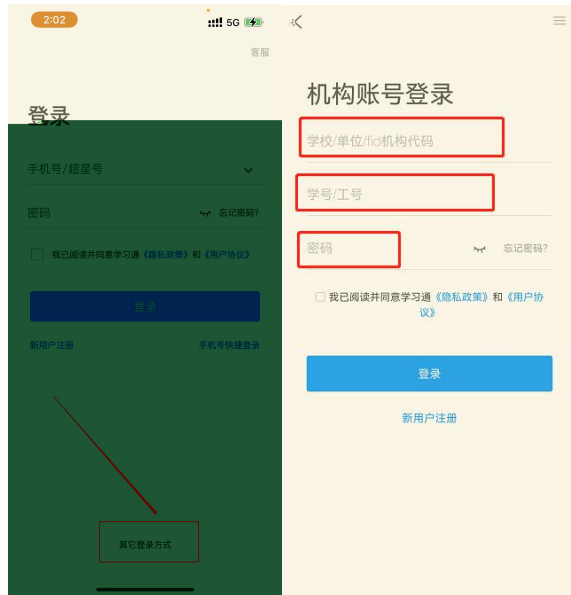 2:02
5G
客服
登录
手机号/超星号
密码
忘记密码?
我已阅读并同意学习通《隐私政策》和《用户协议》
登录
新用户注册
手机号快捷登录
其它登录方式
机构账号登录
学校/单位/fid机构代码
学号/工号
密码
忘记密码?
我已阅读并同意学习通《隐私政策》和《用户协
议》
登录
新用户注册